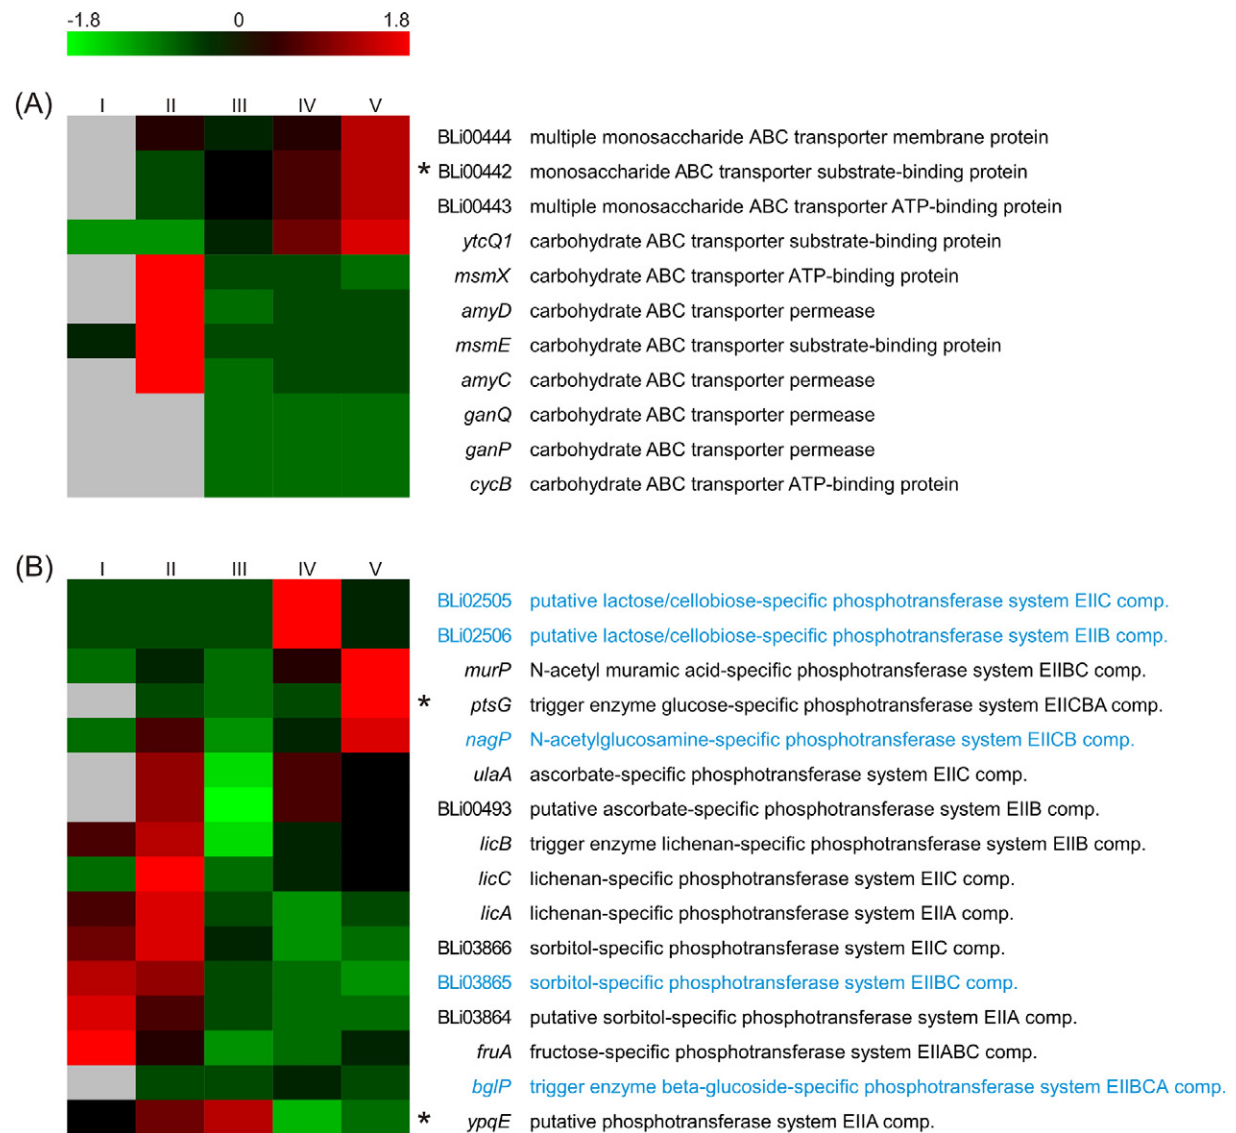 -1.8 0 1.8
(A)
I II III IV V
BLi00444 multiple monosaccharide ABC transporter membrane protein
* BLi00442 monosaccharide ABC transporter substrate-binding protein
BLi00443 multiple monosaccharide ABC transporter ATP-binding protein
ytcQ1 carbohydrate ABC transporter substrate-binding protein
msmX carbohydrate ABC transporter ATP-binding protein
amyD carbohydrate ABC transporter permease
msmE carbohydrate ABC transporter substrate-binding protein
amyC carbohydrate ABC transporter permease
ganQ carbohydrate ABC transporter permease
ganP carbohydrate ABC transporter permease
cycB carbohydrate ABC transporter ATP-binding protein
(B)
I II III IV V
BLi02505 putative lactose/cellobiose-specific phosphotransferase system EIIC comp.
BLi02506 putative lactose/cellobiose-specific phosphotransferase system EIIB comp.
murP N-acetyl muramic acid-specific phosphotransferase system EIIBC comp.
* ptsG trigger enzyme glucose-specific phosphotransferase system EIICBA comp.
nagP N-acetylglucosamine-specific phosphotransferase system EIICB comp.
ulaA ascorbate-specific phosphotransferase system EIIC comp.
BLi00493 putative ascorbate-specific phosphotransferase system EIIB comp.
licB trigger enzyme lichenan-specific phosphotransferase system EIIB comp.
licC lichenan-specific phosphotransferase system EIIC comp.
licA lichenan-specific phosphotransferase system EIIA comp.
BLi03866 sorbitol-specific phosphotransferase system EIIC comp.
BLi03865 sorbitol-specific phosphotransferase system EIIBC comp.
BLi03864 putative sorbitol-specific phosphotransferase system EIIA comp.
fruA fructose-specific phosphotransferase system EIIABC comp.
bglP trigger enzyme beta-glucoside-specific phosphotransferase system EIIBCA comp.
* ypqE putative phosphotransferase system EIIA comp.